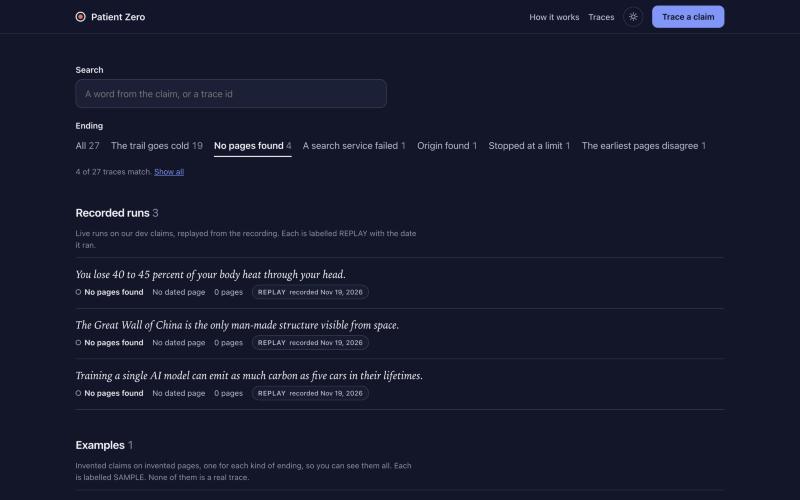 Patient Zero
How it works Traces Trace a claim
Search
A word from the claim, or a trace id
Ending
All 27 The trail goes cold 19 No pages found 4 A search service failed 1 Origin found 1 Stopped at a limit 1 The earliest pages disagree 1
4 of 27 traces match. Show all
Recorded runs 3
Live runs on our dev claims, replayed from the recording. Each is labelled REPLAY with the date
it ran.
You lose 40 to 45 percent of your body heat through your head.
No pages found No dated page 0 pages REPLAY recorded Nov 19, 2026
The Great Wall of China is the only man-made structure visible from space.
No pages found No dated page 0 pages REPLAY recorded Nov 19, 2026
Training a single AI model can emit as much carbon as five cars in their lifetimes.
No pages found No dated page 0 pages REPLAY recorded Nov 19, 2026
Examples 1
Invented claims on invented pages, one for each kind of ending, so you can see them all. Each
is labelled SAMPLE. None of them is a real trace.